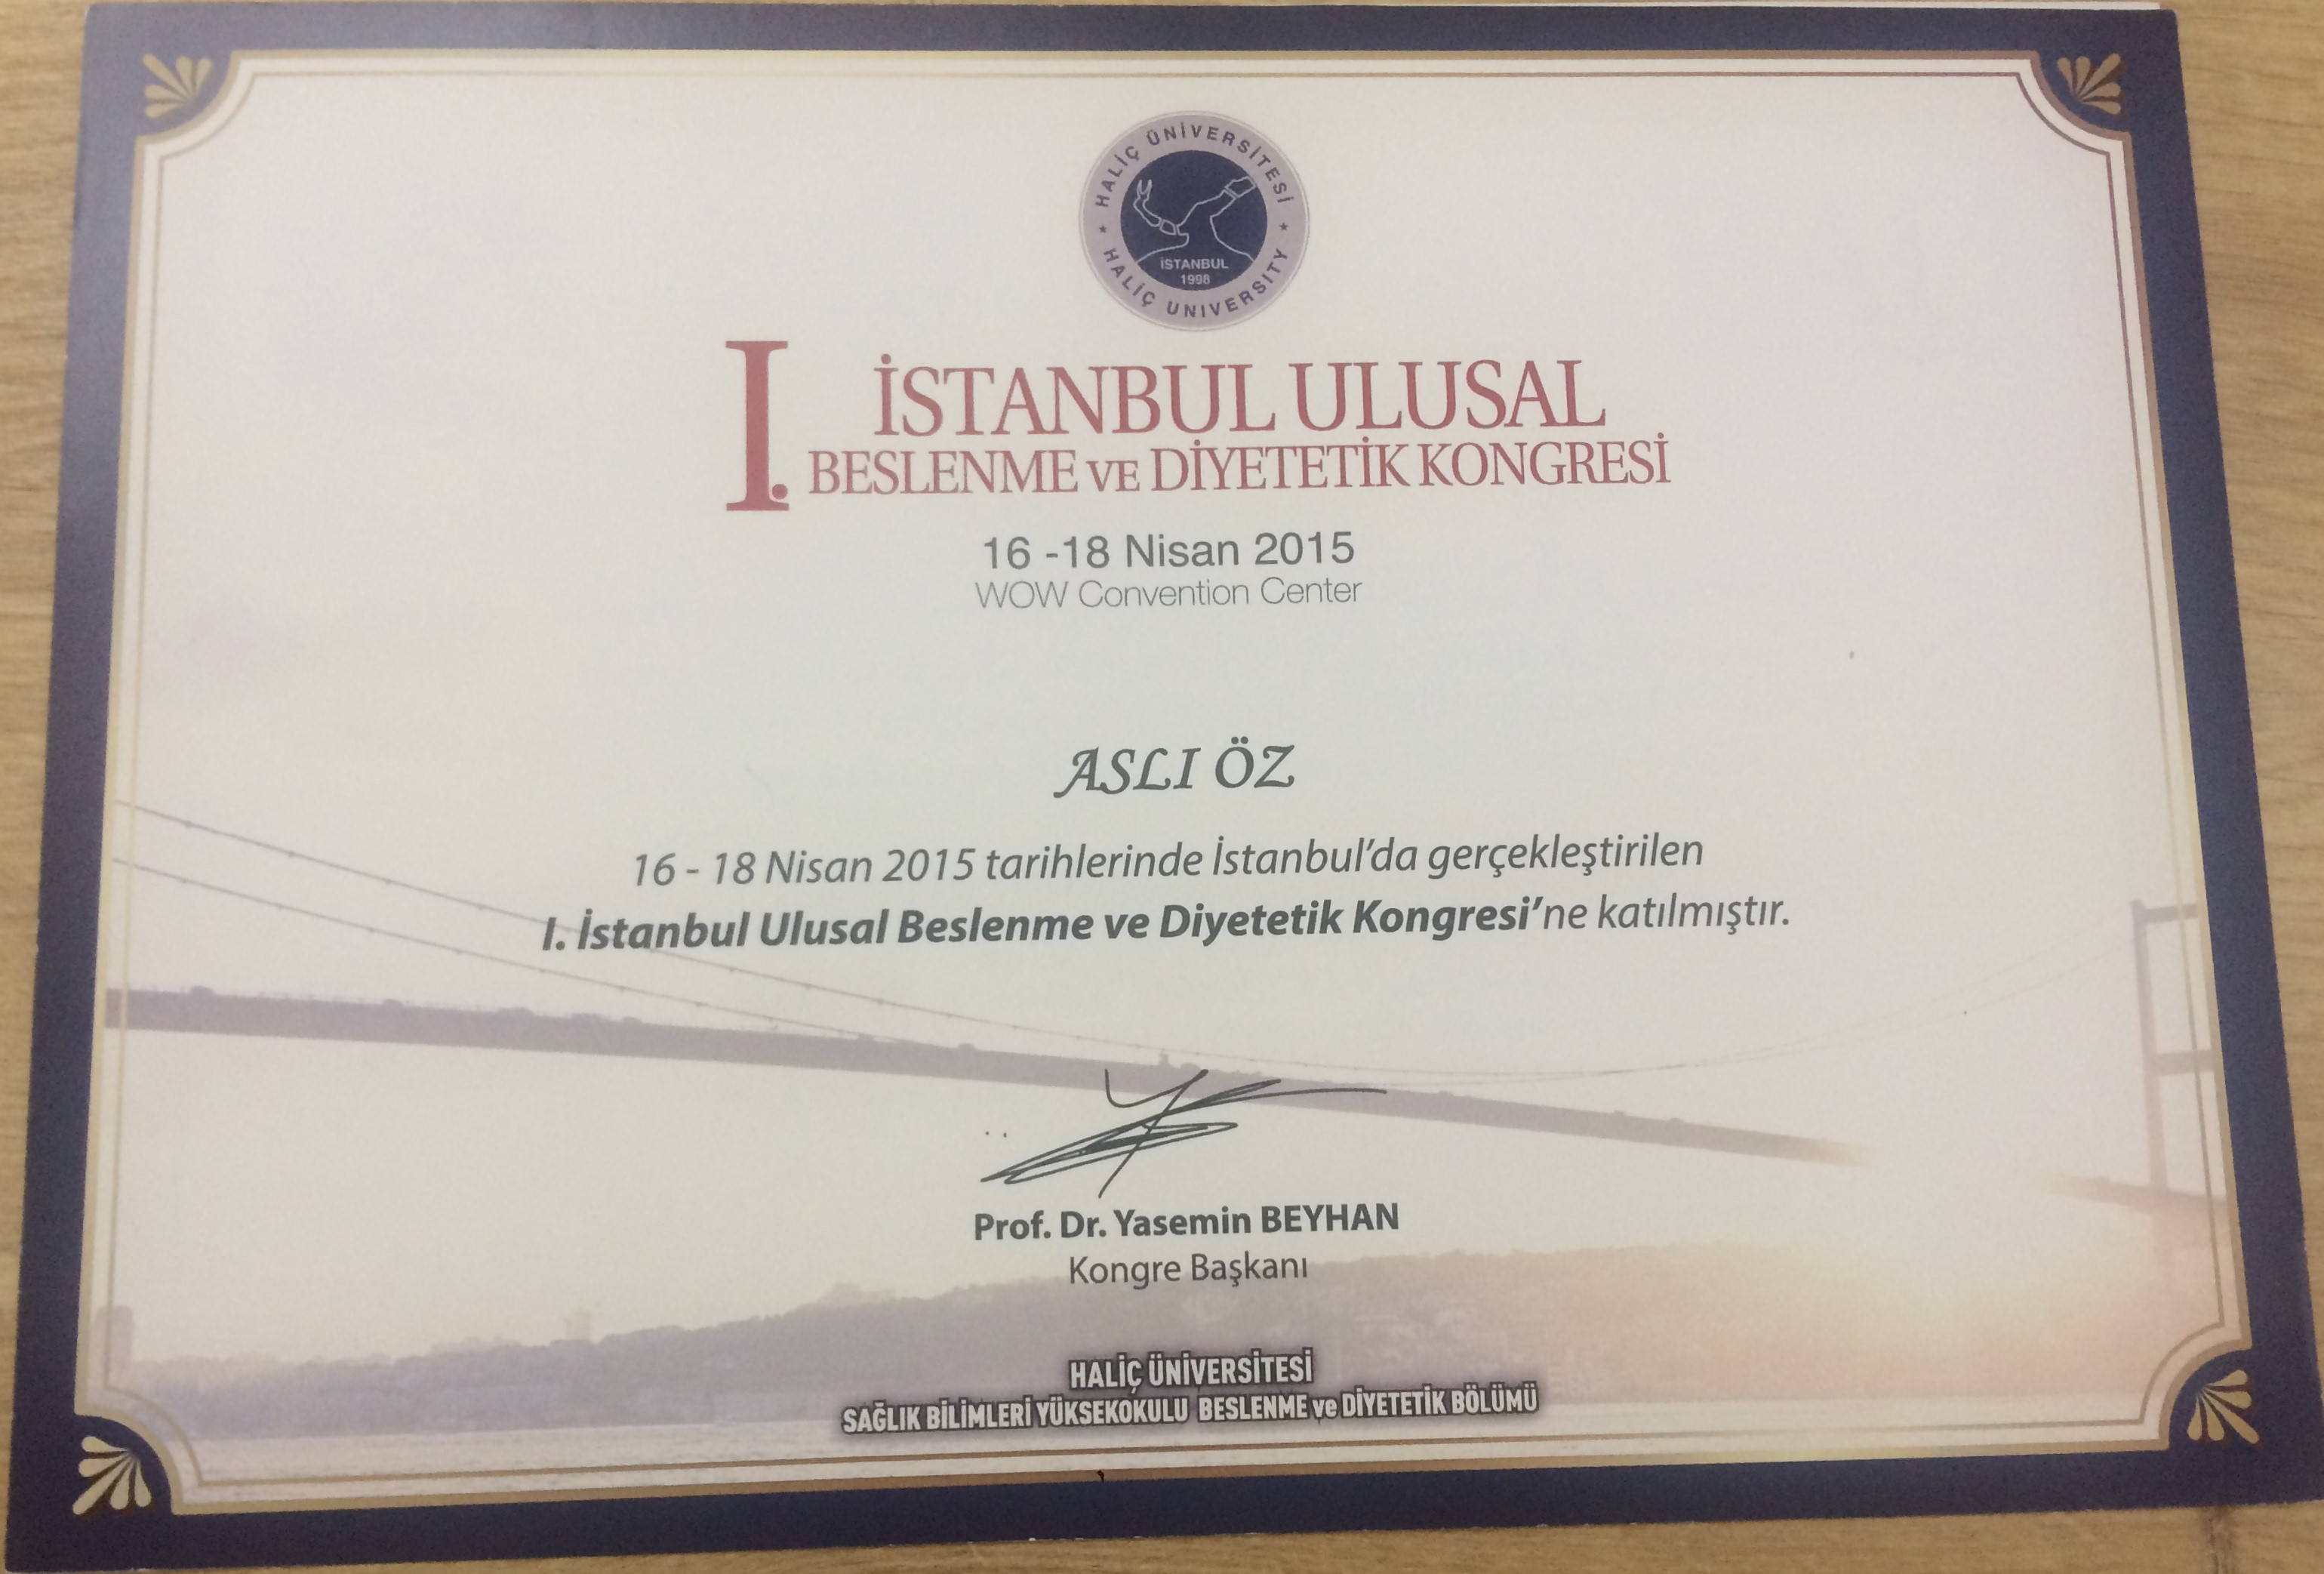 HALİÇ ÜNİVERSİTESİ
İSTANBUL
1998
HALİÇ UNIVERSITY
I. İSTANBUL ULUSAL
BESLENME VE DİYETETİK KONGRESİ
16 -18 Nisan 2015
WOW Convention Center
ASLI ÖZ
16 - 18 Nisan 2015 tarihlerinde İstanbul'da gerçekleştirilen
I. İstanbul Ulusal Beslenme ve Diyetetik Kongresi'ne katılmıştır.
Prof. Dr. Yasemin BEYHAN
Kongre Başkanı
HALİÇ ÜNİVERSİTESİ
SAĞLIK BİLİMLERİ YÜKSEKOKULU BESLENME ve DİYETETİK BÖLÜMÜ